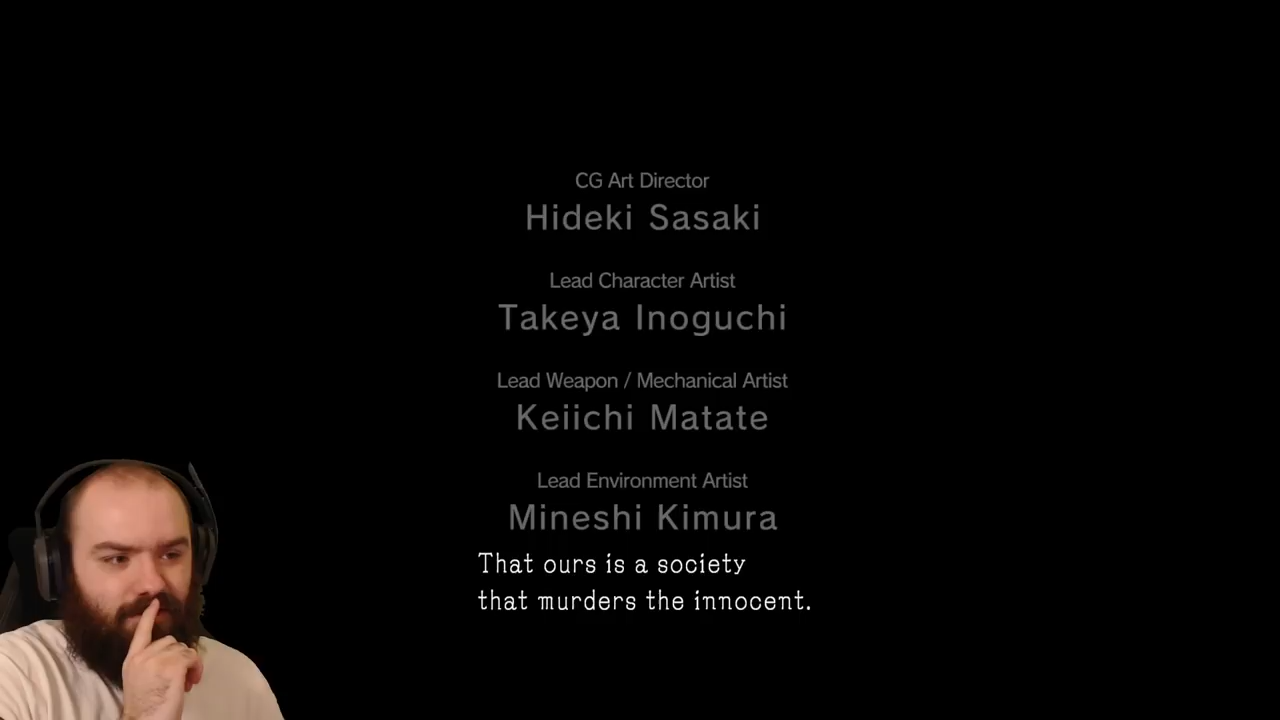 CG Art Director
Hideki Sasaki
Lead Character Artist
Takeya Inoguchi
Lead Weapon / Mechanical Artist
Keiichi Matate
Lead Environment Artist
Mineshi Kimura
That ours is a society
that murders the innocent.